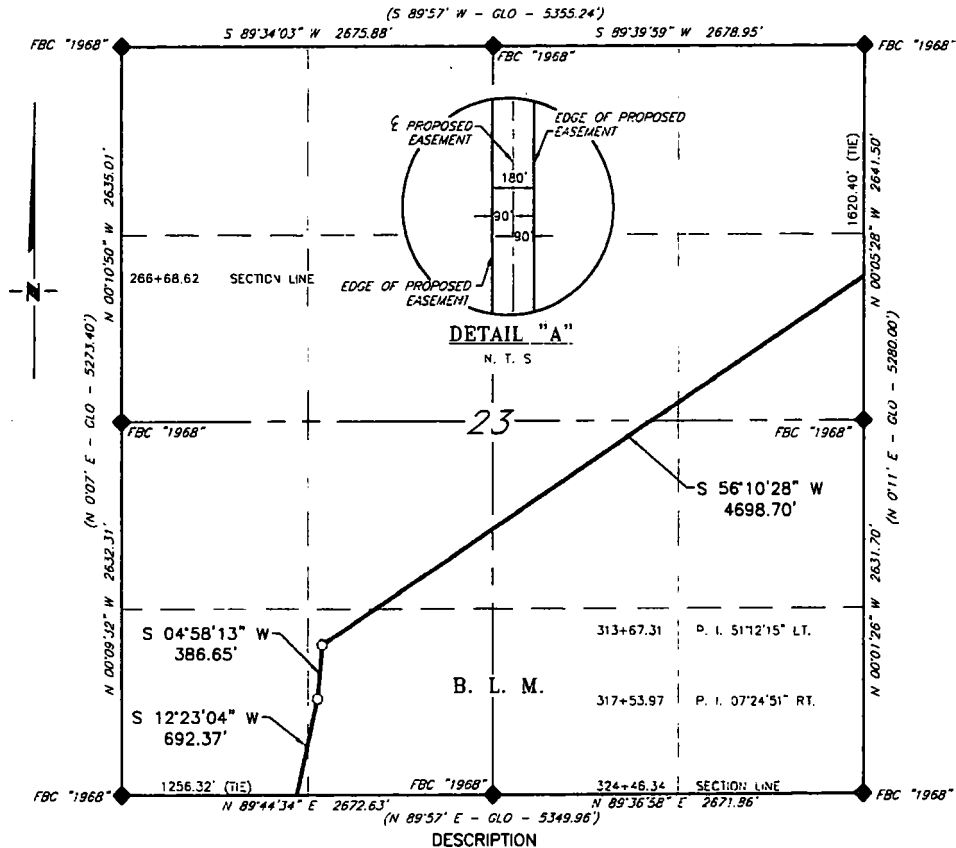 (S 89°57' W - GLO - 5355.24')
S 89°34'03" W 2675.88'
S 89°39'59" W 2678.95'
FBC "1968"
FBC "1968"
FBC "1968"
℄ PROPOSED
EASEMENT
EDGE OF PROPOSED
EASEMENT
180'
90'
90'
EDGE OF PROPOSED
EASEMENT
DETAIL "A"
N. T. S
N
N 00°10'50" W 2635.01'
(N 0°07' E - GLO - 5273.40')
1620.40' (TIE)
N 00°05'28" W 2641.50'
(N 0°11' E - GLO - 5280.00')
266+68.62 SECTION LINE
FBC "1968"
23
FBC "1968"
S 56°10'28" W
4698.70'
N 00°09'32" W 2632.31'
N 00°01'26" W 2631.70'
S 04°58'13" W
386.65'
313+67.31 P. I. 51°12'15" LT.
B. L. M.
317+53.97 P. I. 07°24'51" RT.
S 12°23'04" W
692.37'
1256.32' (TIE)
FBC "1968"
324+46.34 SECTION LINE
FBC "1968"
FBC "1968"
N 89°44'34" E 2672.63'
N 89°36'58" E 2671.86'
(N 89°57' E - GLO - 5349.96')
DESCRIPTION